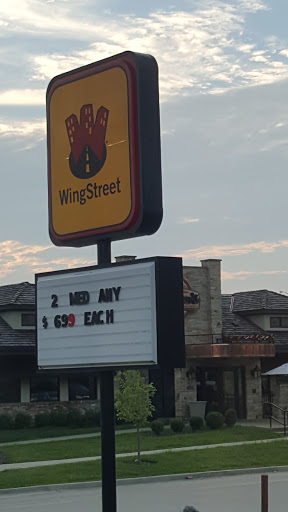 WingStreet
2 MED ANY
$ 699 EACH